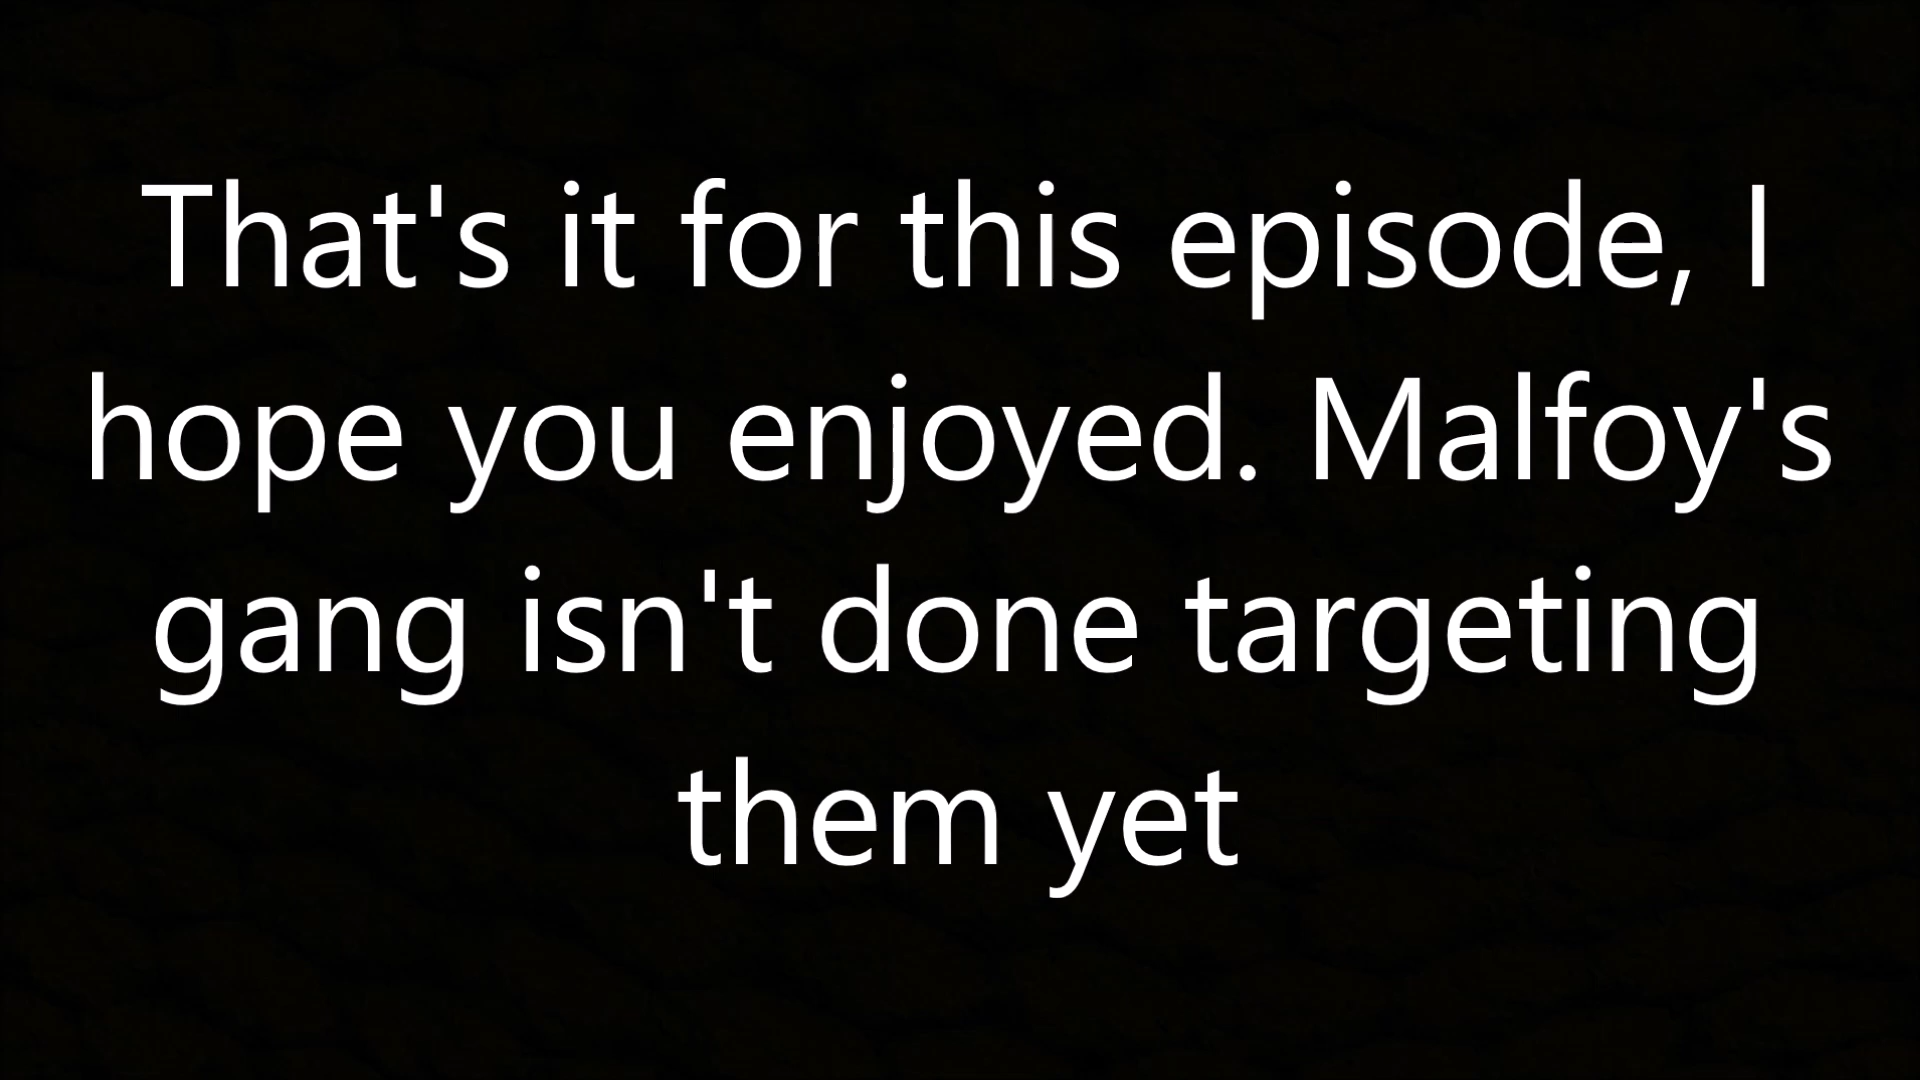 That's it for this episode, I
hope you enjoyed. Malfoy's
gang isn't done targeting
them yet